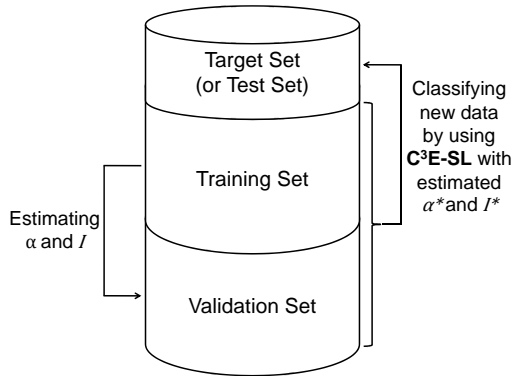 Target Set
(or Test Set)
Training Set
Validation Set
Estimating
α and I
Classifying
new data
by using
C³E-SL with
estimated
α* and I*